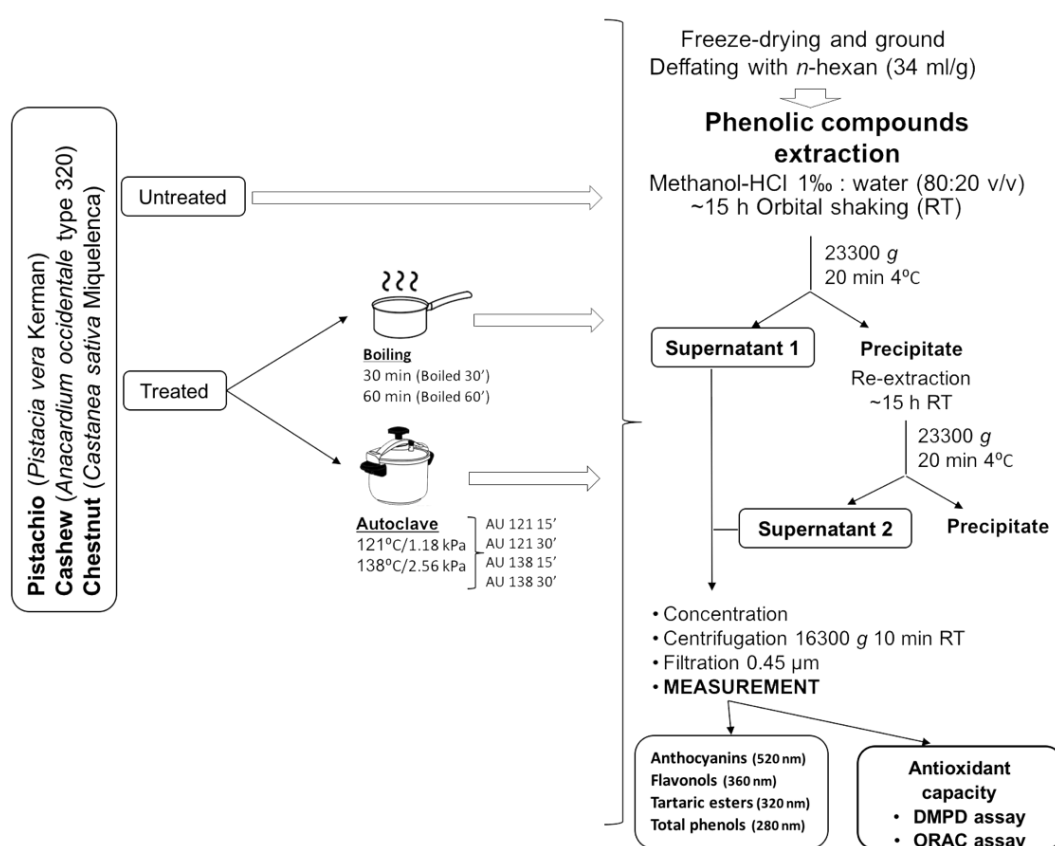 Pistachio (Pistacia vera Kerman)
Cashew (Anacardium occidentale type 320)
Chestnut (Castanea sativa Miquelenca)
Untreated
Treated
Boiling
30 min (Boiled 30’)
60 min (Boiled 60’)
Autoclave
121ºC/1.18 kPa
138ºC/2.56 kPa
AU 121 15’
AU 121 30’
AU 138 15’
AU 138 30’
Freeze-drying and ground
Deffating with n-hexan (34 ml/g)
Phenolic compounds
extraction
Methanol-HCl 1‰ : water (80:20 v/v)
~15 h Orbital shaking (RT)
23300 g
20 min 4ºC
Supernatant 1
Precipitate
Re-extraction
~15 h RT
23300 g
20 min 4ºC
Supernatant 2
Precipitate
• Concentration
• Centrifugation 16300 g 10 min RT
• Filtration 0.45 µm
• MEASUREMENT
Anthocyanins (520 nm)
Flavonols (360 nm)
Tartaric esters (320 nm)
Total phenols (280 nm)
Antioxidant
capacity
• DMPD assay
• ORAC assay